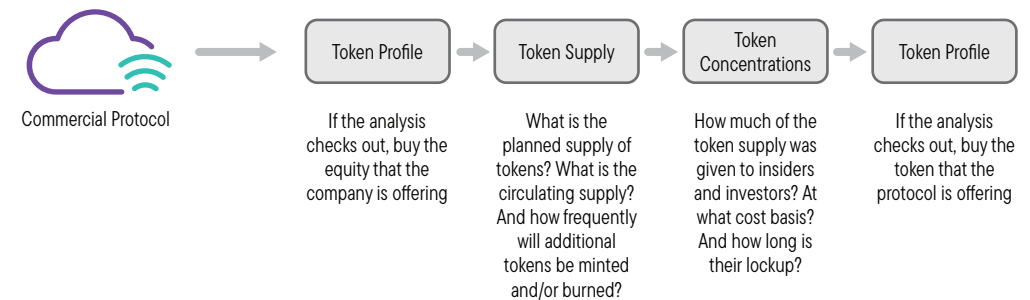 Commercial Protocol
Token Profile
If the analysis
checks out, buy the
equity that the
company is offering
Token Supply
What is the
planned supply of
tokens? What is the
circulating supply?
And how frequently
will additional
tokens be minted
and/or burned?
Token
Concentrations
How much of the
token supply was
given to insiders
and investors? At
what cost basis?
And how long is
their lockup?
Token Profile
If the analysis
checks out, buy the
token that the
protocol is offering